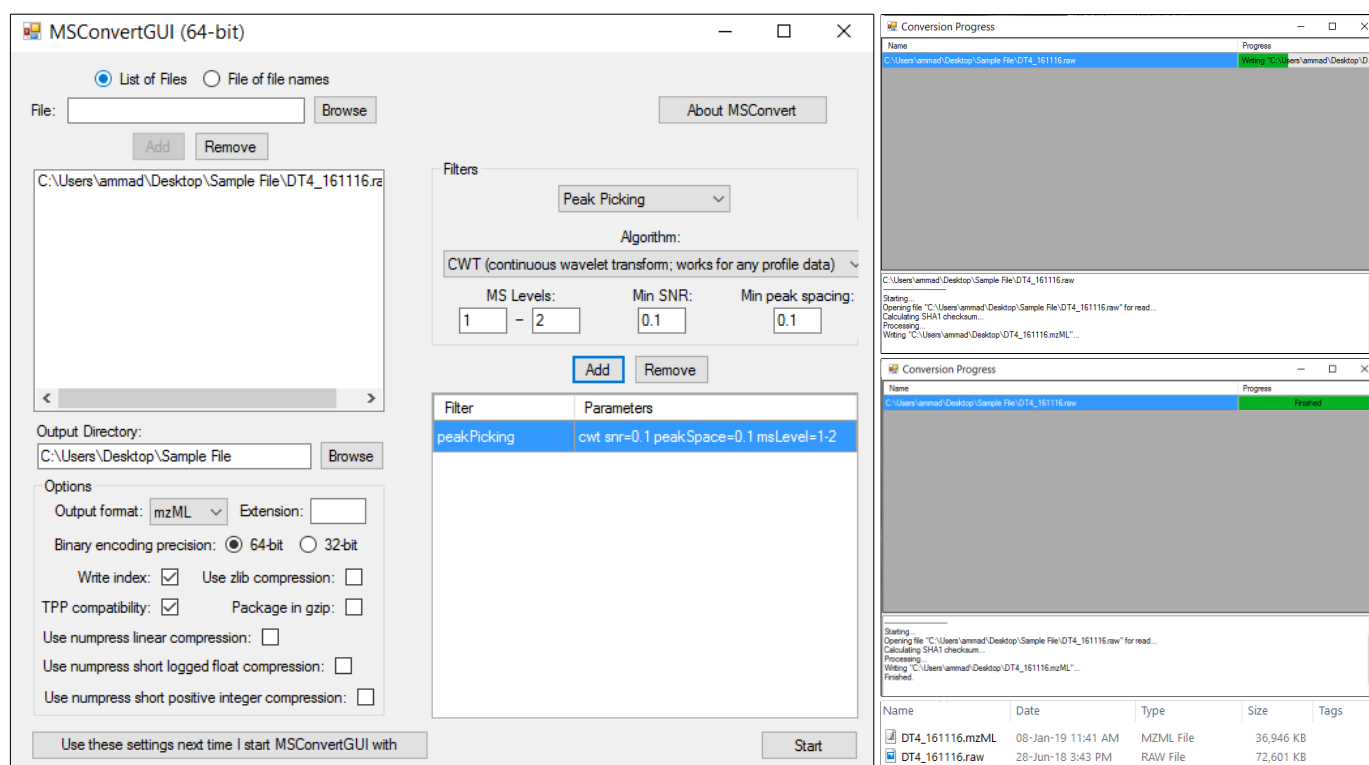 MSConvertGUI (64-bit)
List of Files File of file names
File: Browse
About MSConvert
Add Remove
C:\Users\ammad\Desktop\Sample File\DT4_161116.ra
Filters
Peak Picking
Algorithm:
CWT (continuous wavelet transform; works for any profile data)
MS Levels: Min SNR: Min peak spacing:
1 - 2 0.1 0.1
Add Remove
Filter Parameters
peakPicking cwt snr=0.1 peakSpace=0.1 msLevel=1-2
Output Directory:
C:\Users\Desktop\Sample File Browse
Options
Output format: mzML Extension:
Binary encoding precision: 64-bit 32-bit
Write index: Use zlib compression:
TPP compatibility: Package in gzip:
Use numpress linear compression:
Use numpress short logged float compression:
Use numpress short positive integer compression:
Use these settings next time I start MSConvertGUI with
Start
Conversion Progress
Name Progress
C:\Users\ammad\Desktop\Sample File\DT4_161116.raw Writing "C:\Users\ammad\Desktop\D
C:\Users\ammad\Desktop\Sample File\DT4_161116.raw
Starting...
Opening file "C:\Users\ammad\Desktop\Sample File\DT4_161116.raw" for read...
Calculating SHA1 checksum...
Processing...
Writing "C:\Users\ammad\Desktop\DT4_161116.mzML"...
Conversion Progress
Name Progress
C:\Users\ammad\Desktop\Sample File\DT4_161116.raw Finished
Starting...
Opening file "C:\Users\ammad\Desktop\Sample File\DT4_161116.raw" for read...
Calculating SHA1 checksum...
Processing...
Writing "C:\Users\ammad\Desktop\DT4_161116.mzML"...
Finished.
Name Date Type Size Tags
DT4_161116.mzML 08-Jan-19 11:41 AM MZML File 36,946 KB
DT4_161116.raw 28-Jun-18 3:43 PM RAW File 72,601 KB